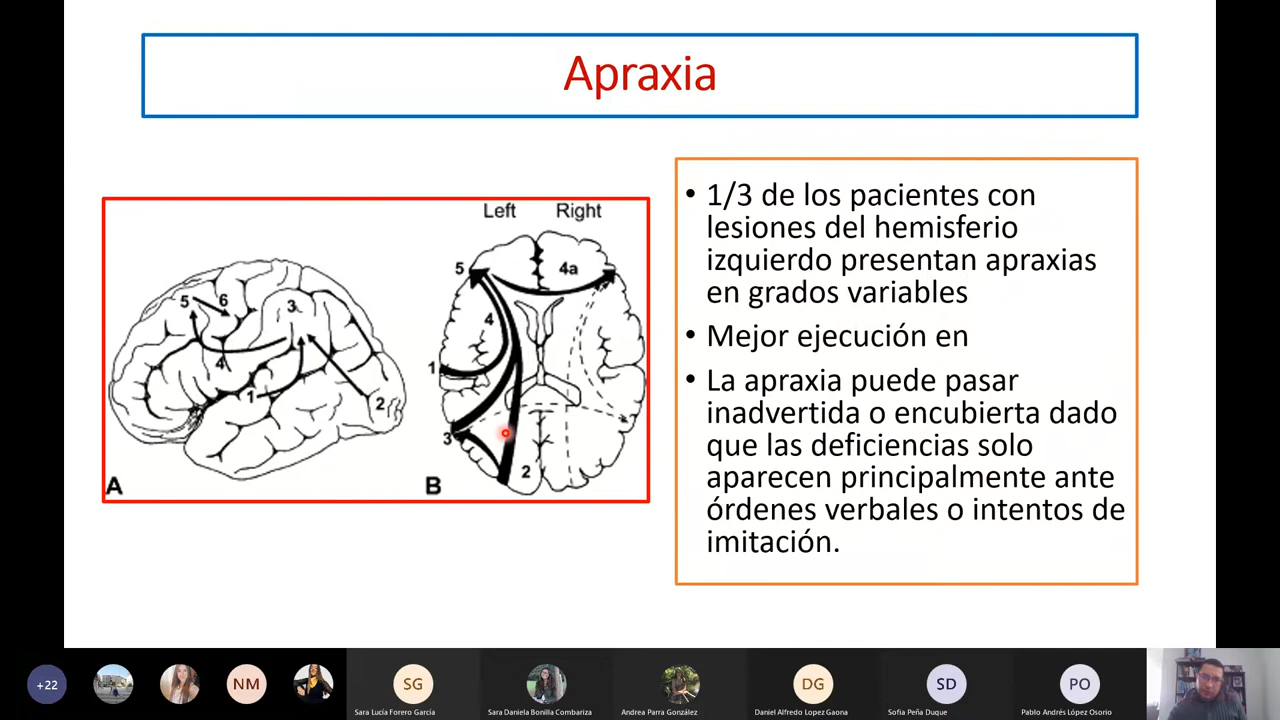 Apraxia
Left Right
5 6 3 4 1 2
A
5 4a 4 1 3 2
B
• 1/3 de los pacientes con
lesiones del hemisferio
izquierdo presentan apraxias
en grados variables
• Mejor ejecución en
• La apraxia puede pasar
inadvertida o encubierta dado
que las deficiencias solo
aparecen principalmente ante
órdenes verbales o intentos de
imitación.
+22
NM
SG
DG
SD
PO
Sara Lucía Forero García
Sara Daniela Bonilla Combariza
Andrea Parra González
Daniel Alfredo Lopez Gaona
Sofía Peña Duque
Pablo Andrés López Osorio